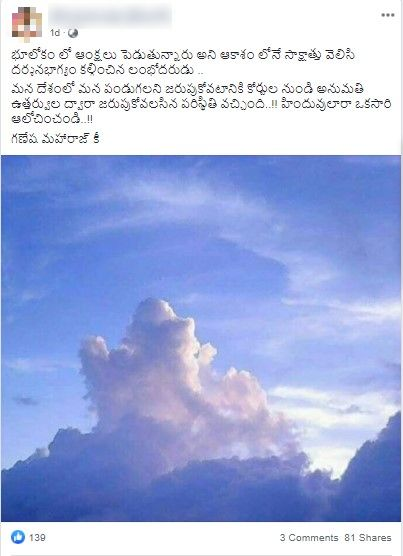 1d
భూలోకం లో ఆంక్షలు పెడుతున్నారు అని ఆకాశం లోనే సాక్షాత్తు వెలిసి
దర్శనభాగ్యం కళించిన లంబోదరుడు ..
మన దేశంలో మన పండుగలని జరుపుకోవటానికి కోర్టుల నుండి అనుమతి
ఉత్తర్వుల ద్వారా జరుపుకోవలసిన పరిస్థితి వచ్చింది..!! హిందువులారా ఒకసారి
ఆలోచించండి..!!
గణేష మహారాజ్ కీ
139
3 Comments 81 Shares